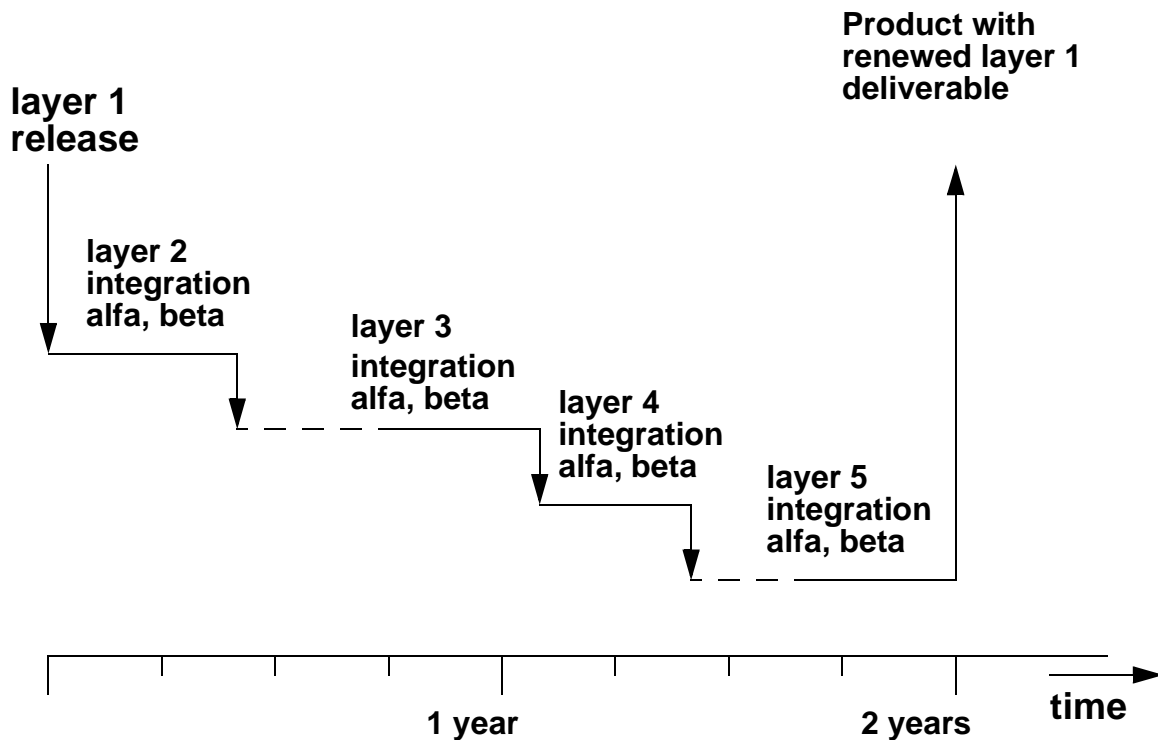 Product with
renewed layer 1
deliverable
layer 1
release
layer 2
integration
alfa, beta
layer 3
integration
alfa, beta
layer 4
integration
alfa, beta
layer 5
integration
alfa, beta
1 year
2 years
time